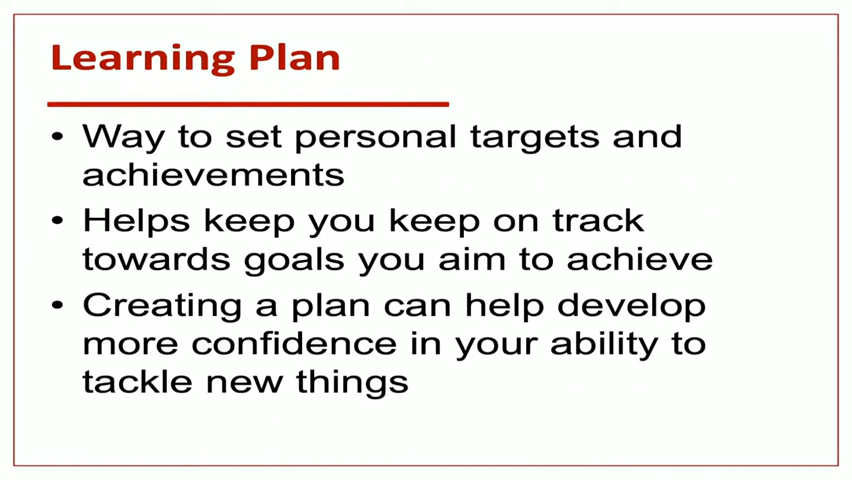 Learning Plan
• Way to set personal targets and
achievements
• Helps keep you keep on track
towards goals you aim to achieve
• Creating a plan can help develop
more confidence in your ability to
tackle new things